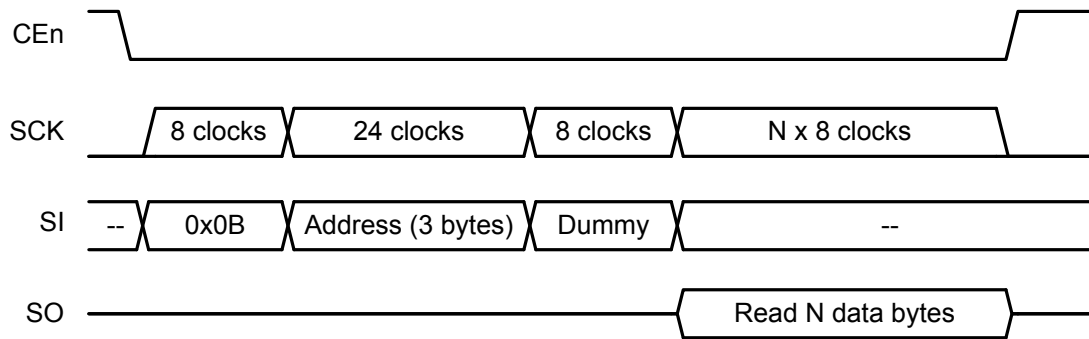 CEn
SCK 8 clocks 24 clocks 8 clocks N x 8 clocks
SI -- 0x0B Address (3 bytes) Dummy --
SO Read N data bytes